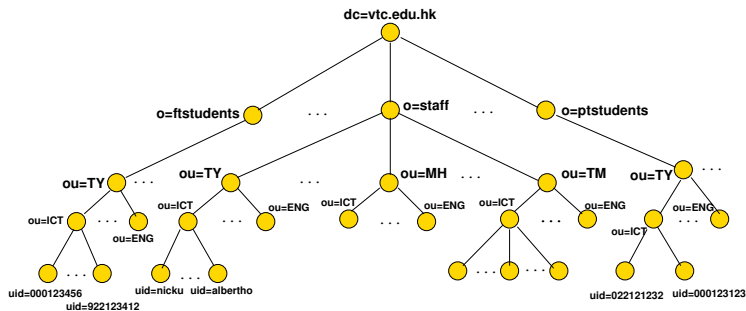 dc=vtc.edu.hk
o=ftstudents ... o=staff ... o=ptstudents
ou=TY ... ou=TY ... ou=MH ... ou=TM ou=TY ...
ou=ICT ... ou=ENG ou=ICT ... ou=ENG ou=ICT ... ou=ENG ou=ICT ... ou=ENG ou=ICT ... ou=ENG
... ... ... ... ...
uid=000123456 uid=922123412 uid=nicku uid=albertho uid=022121232 uid=000123123